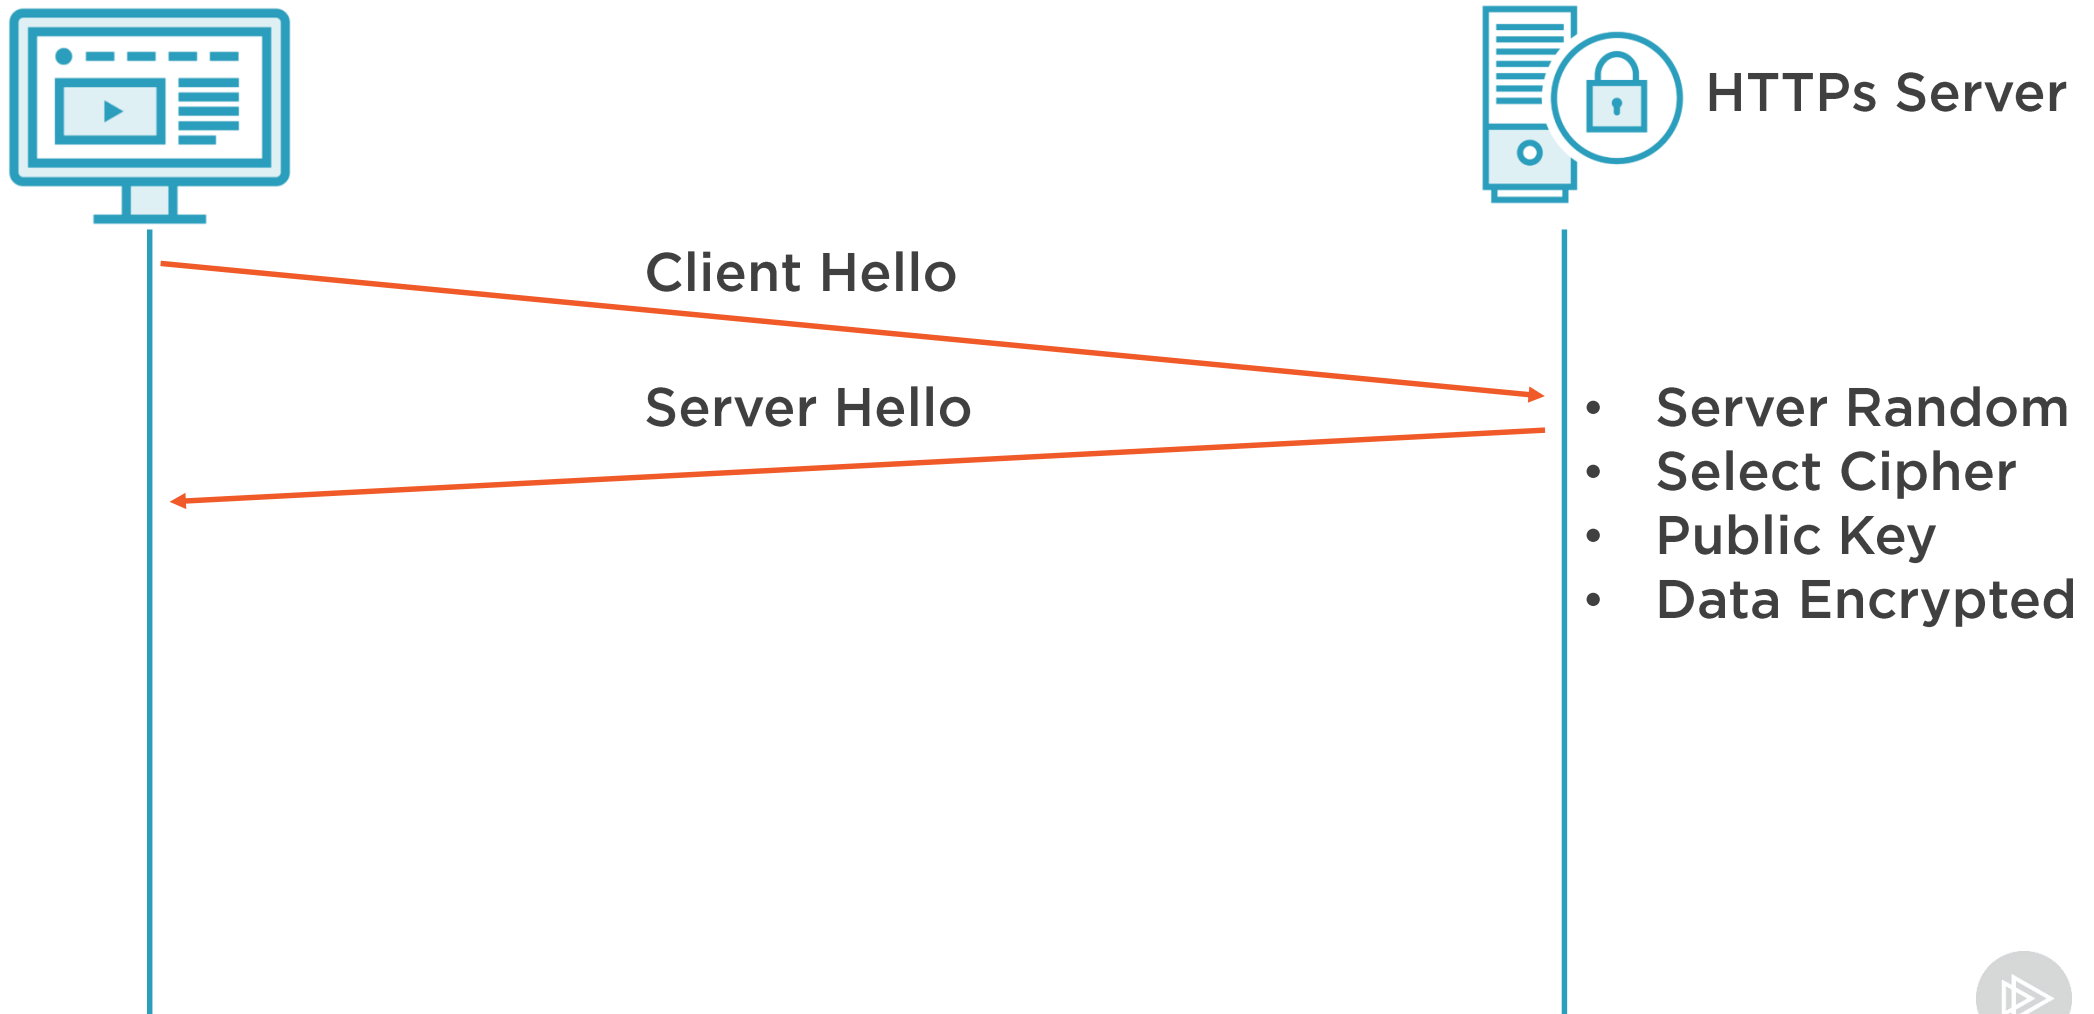 HTTPs Server
Client Hello
Server Hello
• Server Random
• Select Cipher
• Public Key
• Data Encrypted